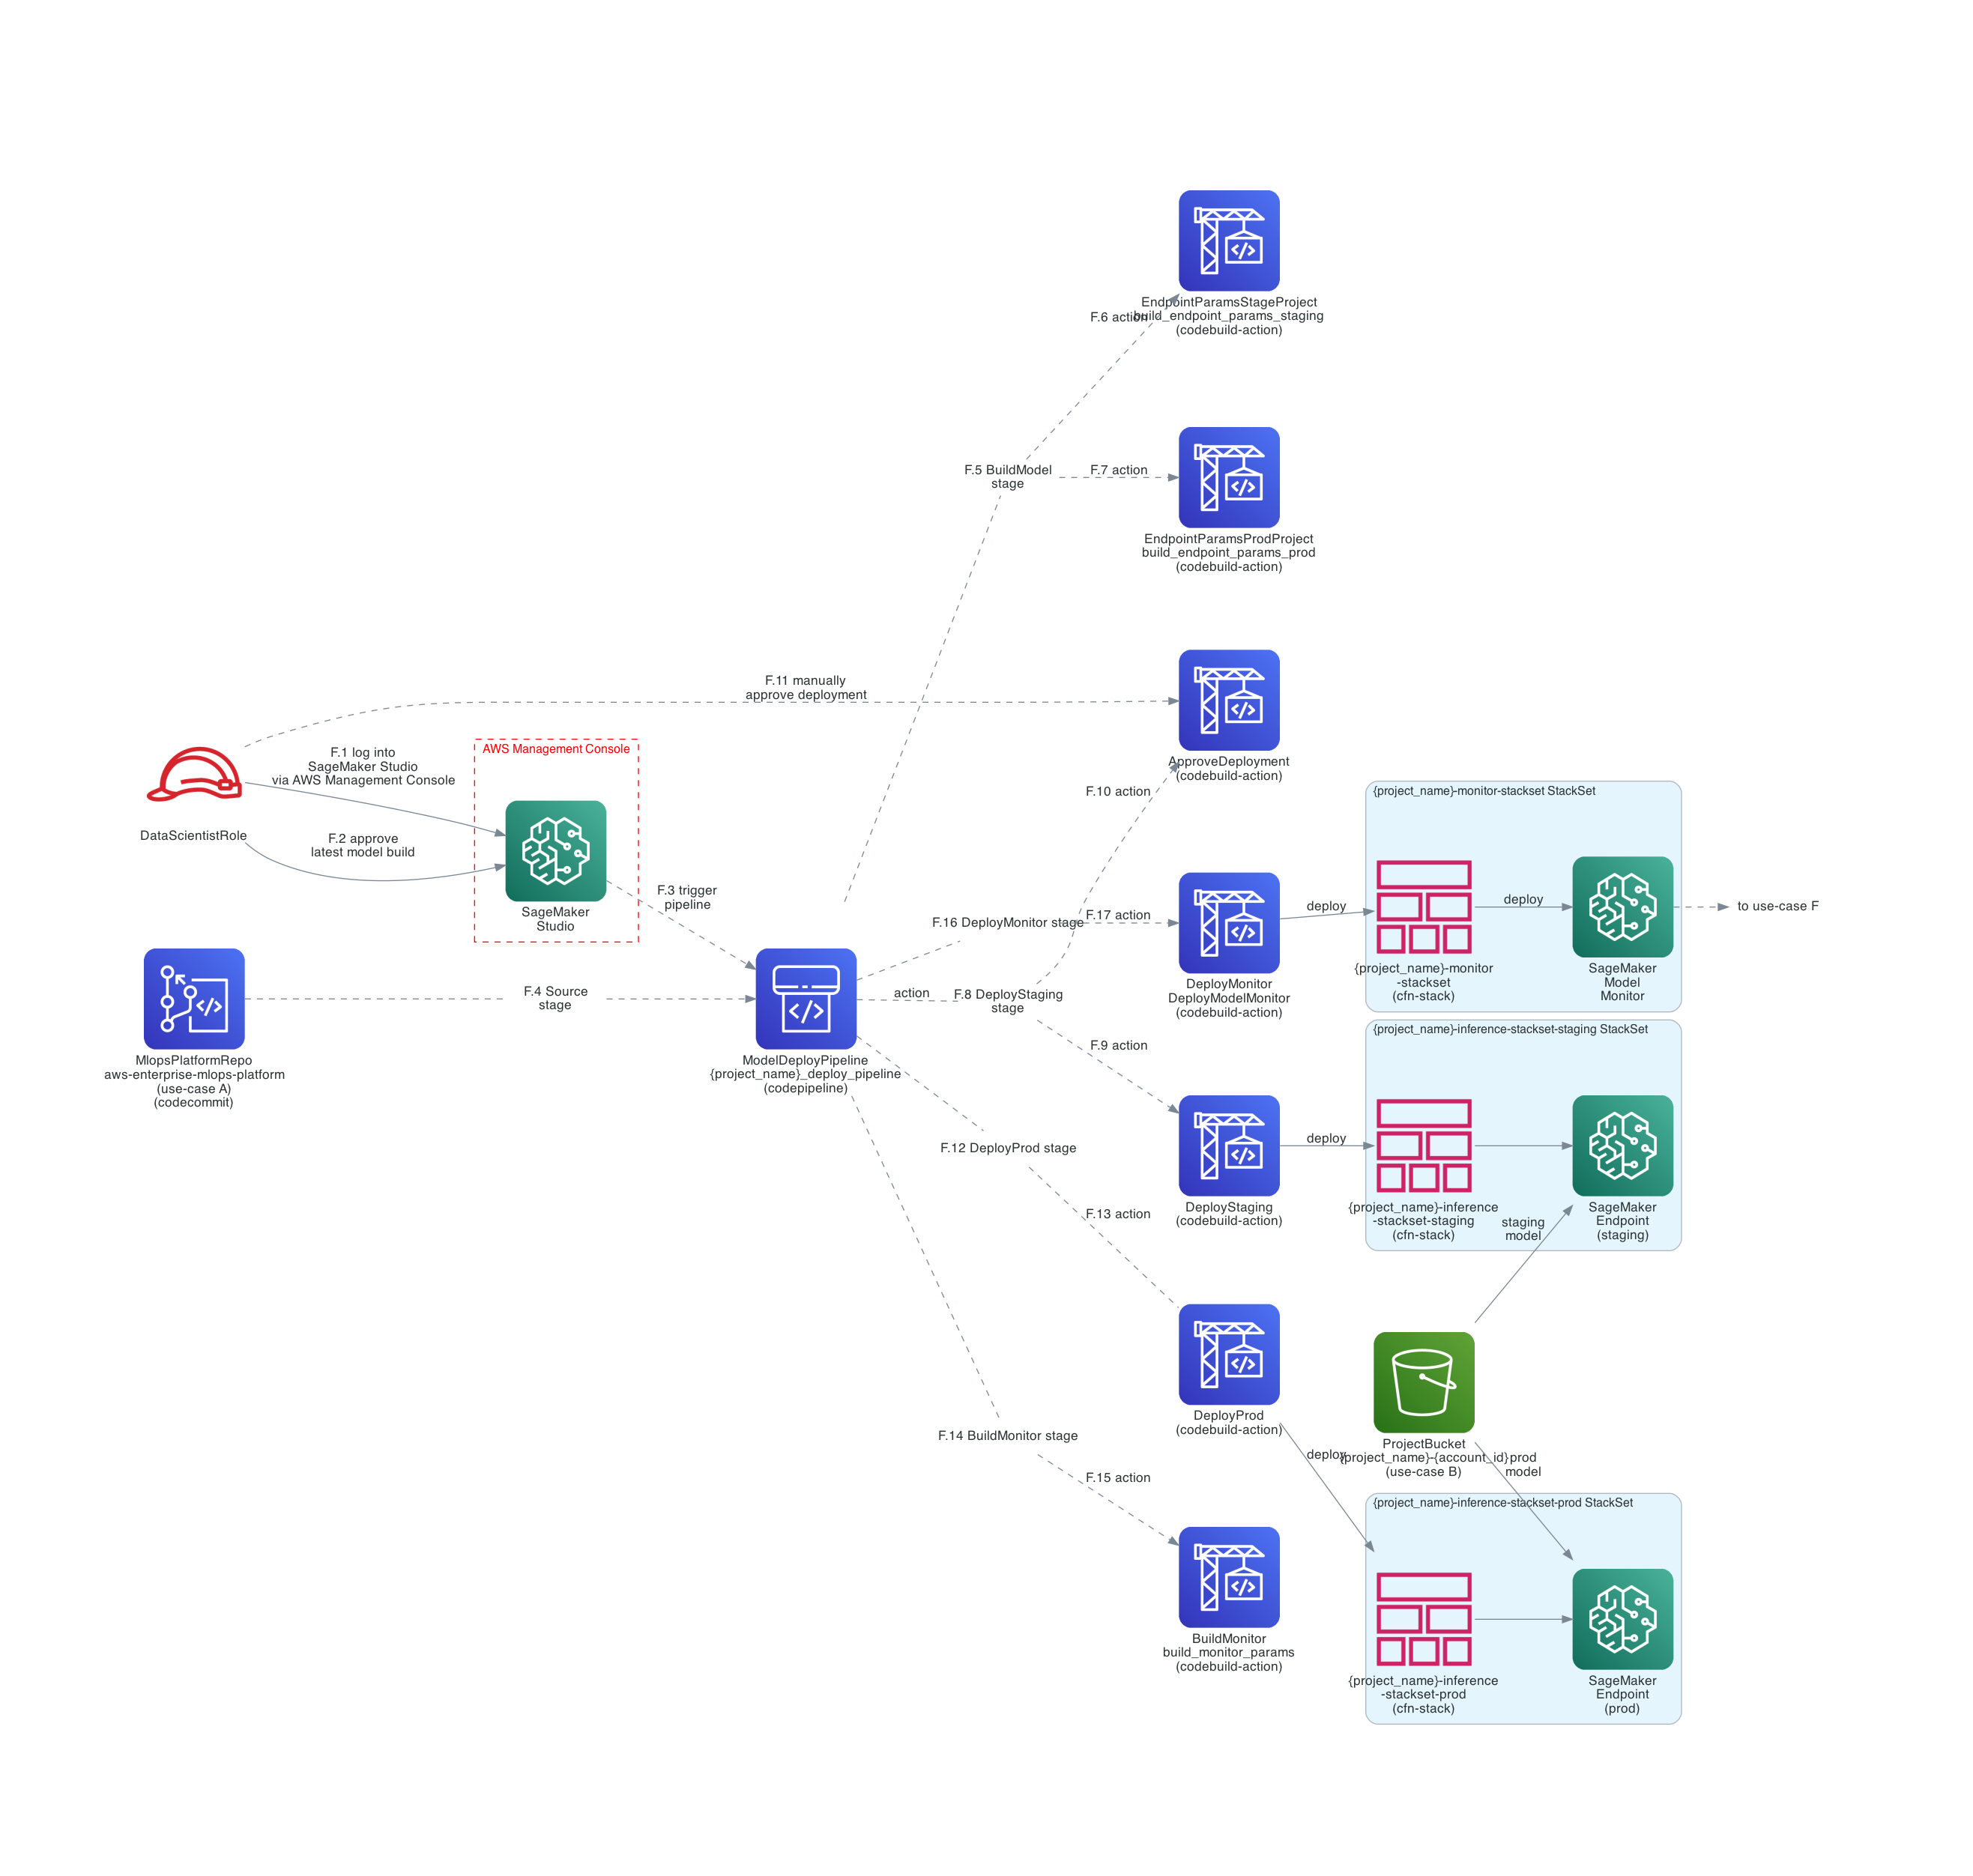 EndpointParamsStageProject
F.6 action
build_endpoint_params_staging
(codebuild-action)
F.5 BuildModel
stage
F.7 action
EndpointParamsProdProject
build_endpoint_params_prod
(codebuild-action)
F.11 manually
approve deployment
AWS Management Console
F.1 log into
SageMaker Studio
via AWS Management Console
ApproveDeployment
(codebuild-action)
F.10 action
DataScientistRole
F.2 approve
latest model build
SageMaker
Studio
F.3 trigger
pipeline
F.16 DeployMonitor stage
F.17 action
deploy
{project_name}-monitor-stackset StackSet
deploy
to use-case F
{project_name}-monitor
-stackset
(cfn-stack)
SageMaker
Model
Monitor
DeployMonitor
DeployModelMonitor
(codebuild-action)
F.4 Source
stage
action
F.8 DeployStaging
stage
MlopsPlatformRepo
aws-enterprise-mlops-platform
(use-case A)
(codecommit)
ModelDeployPipeline
{project_name}_deploy_pipeline
(codepipeline)
F.9 action
{project_name}-inference-stackset-staging StackSet
F.12 DeployProd stage
deploy
DeployStaging
(codebuild-action)
{project_name}-inference
-stackset-staging
(cfn-stack)
staging
model
SageMaker
Endpoint
(staging)
F.13 action
DeployProd
(codebuild-action)
deploy
ProjectBucket
{project_name}-{account_id}
(use-case B)
prod
model
F.14 BuildMonitor stage
F.15 action
{project_name}-inference-stackset-prod StackSet
BuildMonitor
build_monitor_params
(codebuild-action)
{project_name}-inference
-stackset-prod
(cfn-stack)
SageMaker
Endpoint
(prod)